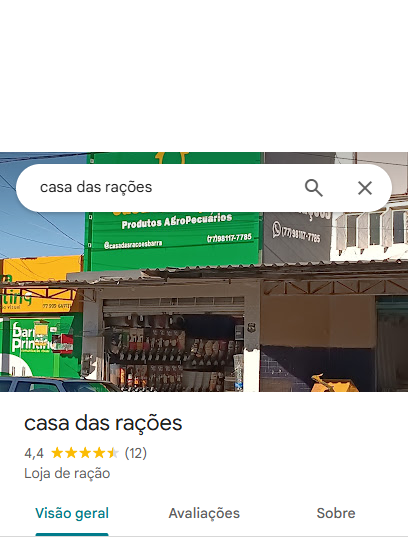 casa das rações
Produtos AgroPecuários
@casadasracoesbarra
(77)98117-7785
(77)98117-7785
casa das rações
4,4
(12)
Loja de ração
Visão geral
Avaliações
Sobre